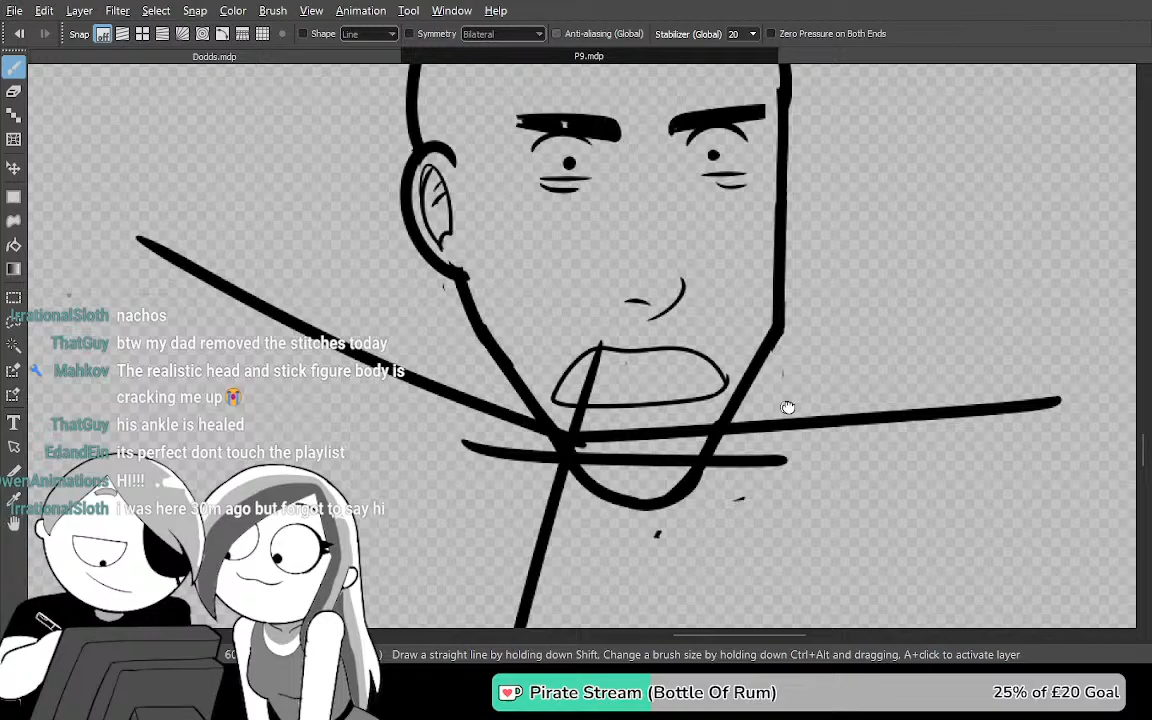 File Edit Layer Filter Select Snap Color Brush View Animation Tool Window Help
Snap off Shape Line Symmetry Bilateral Anti-aliasing (Global) Stabilizer (Global) 20 Zero Pressure on Both Ends
Dodds.mdp P9.mdp
IrrationalSloth nachos
ThatGuy btw my dad removed the stitches today
Mahkov The realistic head and stick figure body is
cracking me up
ThatGuy his ankle is healed
EdandEin its perfect dont touch the playlist
wenAnimations HI!!!
IrrationalSloth i was here 30m ago but forgot to say hi
) Draw a straight line by holding down Shift, Change a brush size by holding down Ctrl+Alt and dragging, A+click to activate layer
Pirate Stream (Bottle Of Rum) 25% of £20 Goal